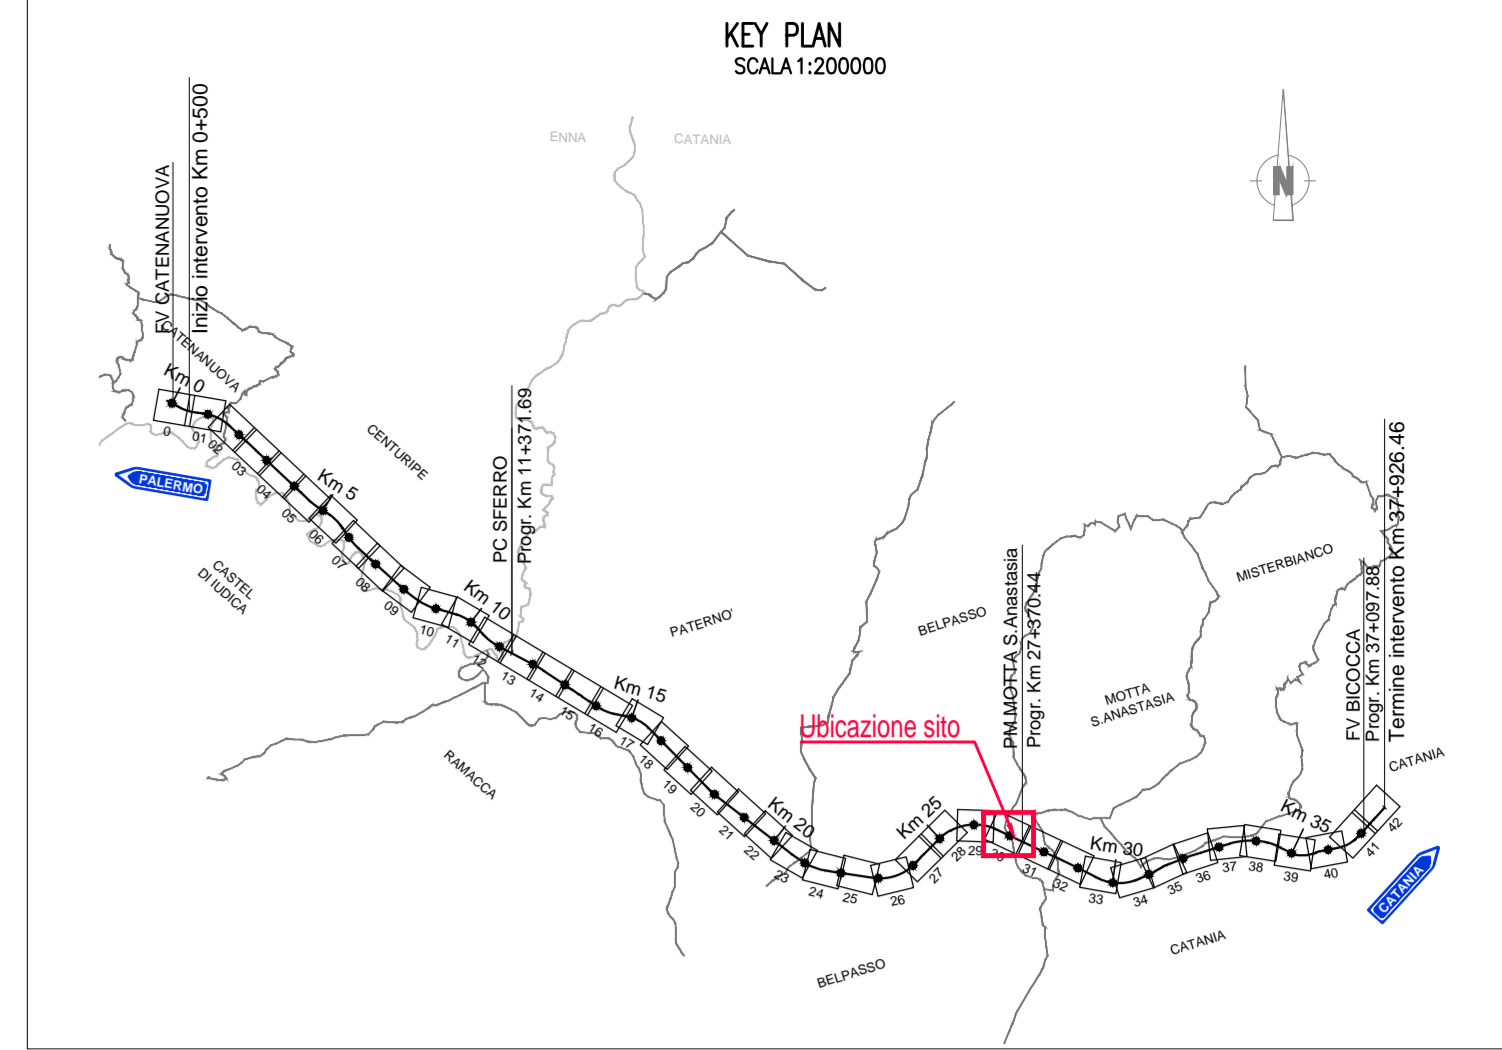 KEY PLAN
SCALA 1:200000
ENNA
CATANIA
N
FV CATENANUOVA
Inizio intervento Km 0+500
CATENANUOVA
Km 0
PALERMO
CENTURIPE
Km 5
CASTEL
DI IUDICA
PC SFERRO
Progr. Km 11+371.69
Km 10
PATERNO'
Km 15
RAMACCA
Km 20
Ubicazione sito
BELPASSO
Km 25
PM MOTTA S.Anastasia
Progr. Km 27+370.44
MOTTA
S.ANASTASIA
MISTERBIANCO
Km 30
Km 35
FV BICOCCA
Progr. Km 37+097.88
Termine intervento Km 37+926.46
CATANIA
CATANIA
BELPASSO
CATANIA
0
01
02
03
04
05
06
07
08
09
10
11
12
13
14
15
16
17
18
19
20
21
22
23
24
25
26
27
28
29
30
31
32
33
34
35
36
37
38
39
40
41
42